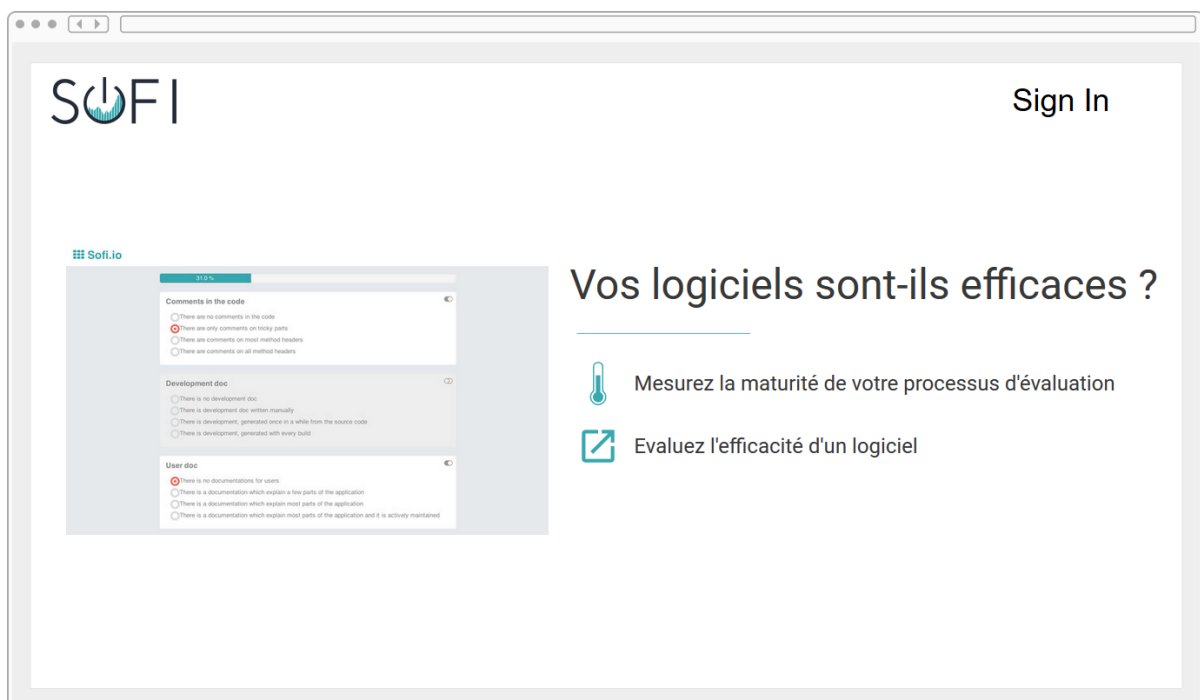 SOFI
Sign In
Sofi.io
31.0 %
Comments in the code
There are no comments in the code
There are only comments on tricky parts
There are comments on most method headers
There are comments on all method headers
Development doc
There is no development doc
There is development doc written manually
There is development, generated once in a while from the source code
There is development, generated with every build
User doc
There is no documentations for users
There is a documentation which explain a few parts of the application
There is a documentation which explain most parts of the application
There is a documentation which explain most parts of the application and it is actively maintained
Vos logiciels sont-ils efficaces ?
Mesurez la maturité de votre processus d'évaluation
Evaluez l'efficacité d'un logiciel